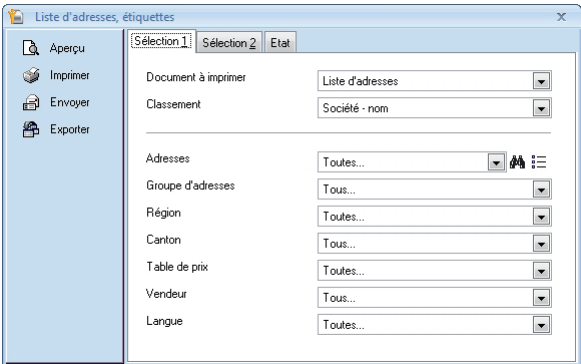 Liste d'adresses, étiquettes
Aperçu
Imprimer
Envoyer
Exporter
Sélection 1 Sélection 2 Etat
Document à imprimer Liste d'adresses
Classement Société - nom
Adresses Toutes...
Groupe d'adresses Tous...
Région Toutes...
Canton Tous...
Table de prix Toutes...
Vendeur Tous...
Langue Toutes...